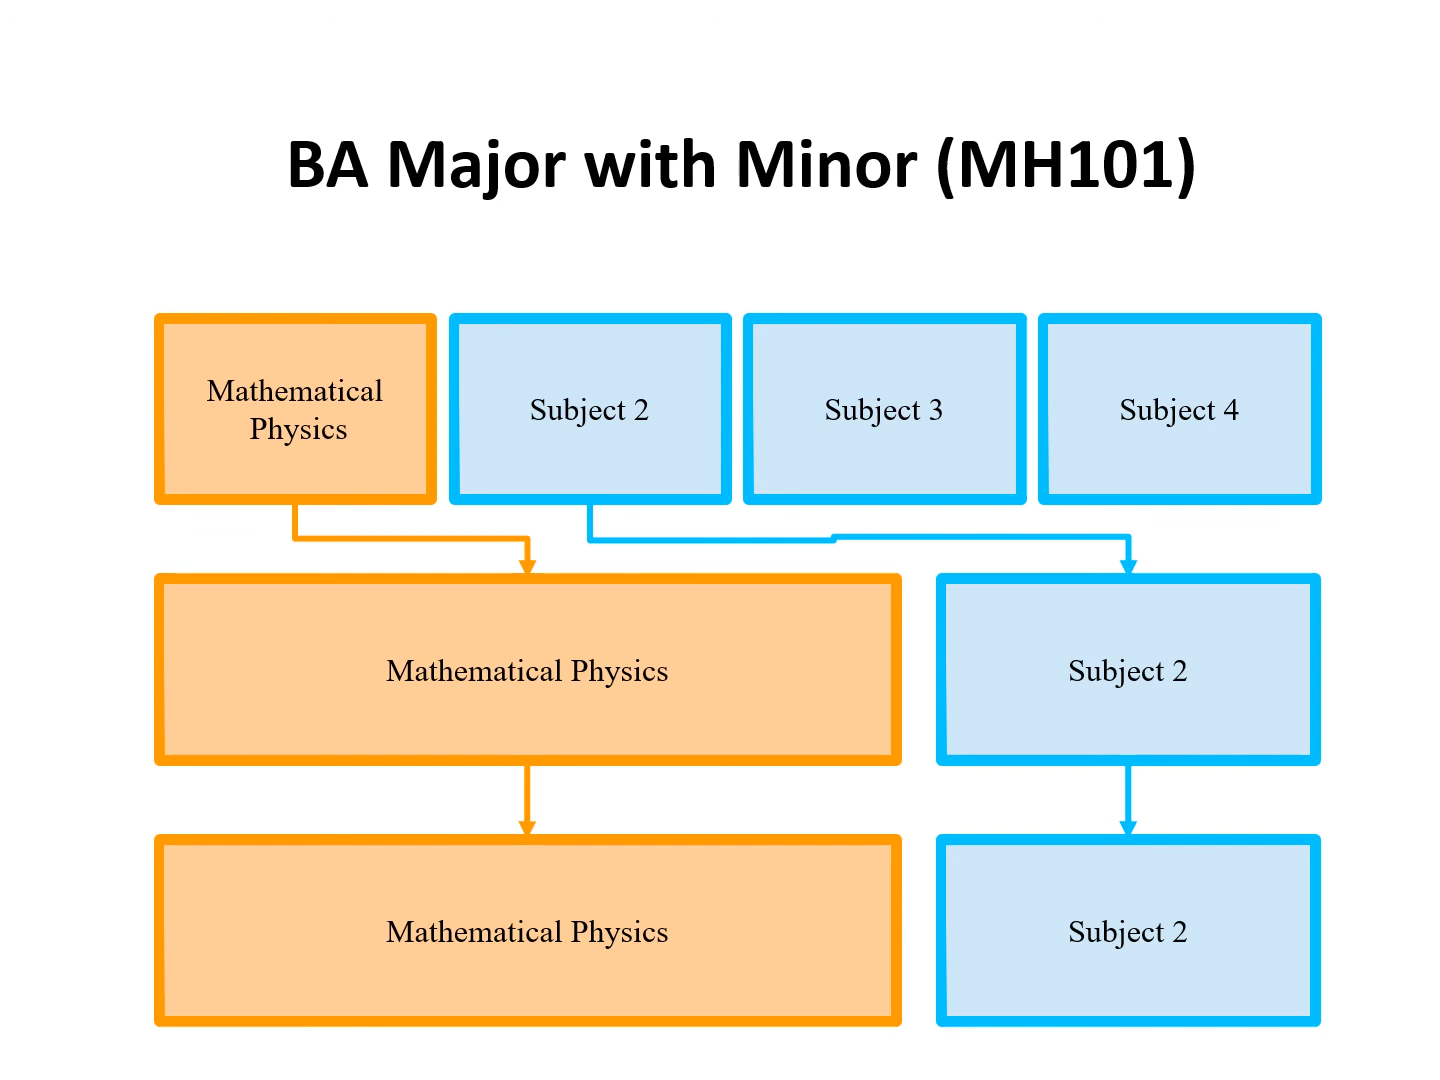 BA Major with Minor (MH101)
Mathematical
Physics
Subject 2
Subject 3
Subject 4
Mathematical Physics
Subject 2
Mathematical Physics
Subject 2